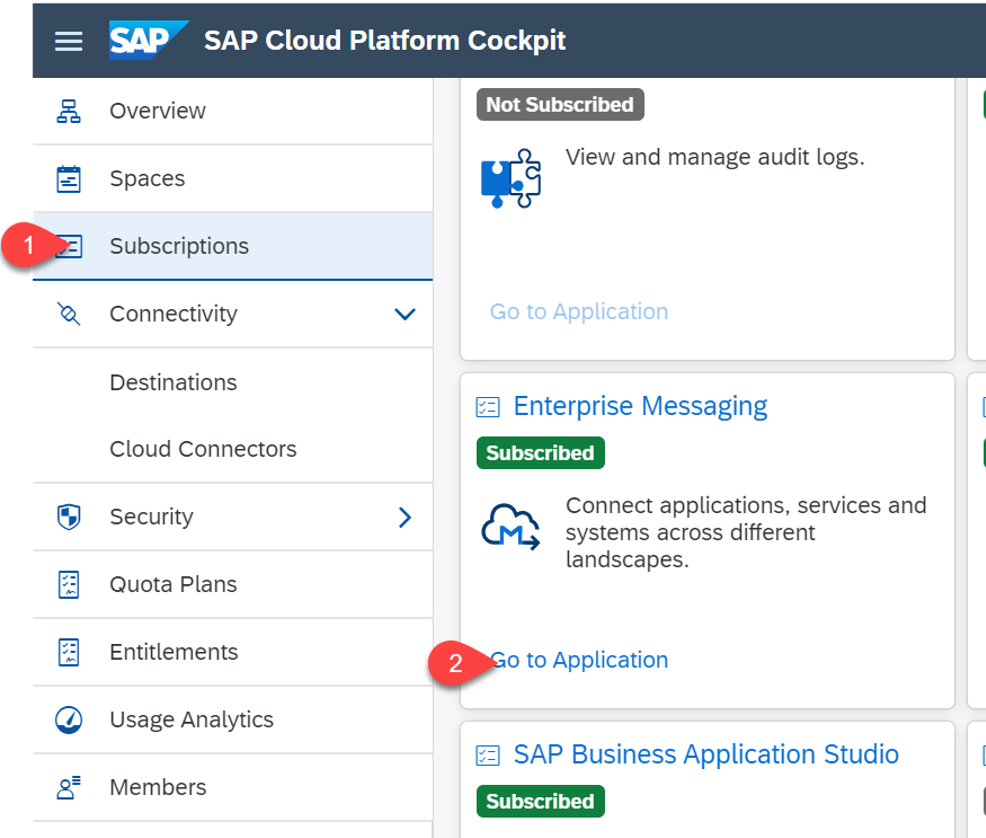 SAP SAP Cloud Platform Cockpit
Overview
Spaces
1 Subscriptions
Connectivity
Destinations
Cloud Connectors
Security
Quota Plans
Entitlements
Usage Analytics
Members
Not Subscribed
View and manage audit logs.
Go to Application
Enterprise Messaging
Subscribed
M
Connect applications, services and
systems across different
landscapes.
2 Go to Application
SAP Business Application Studio
Subscribed